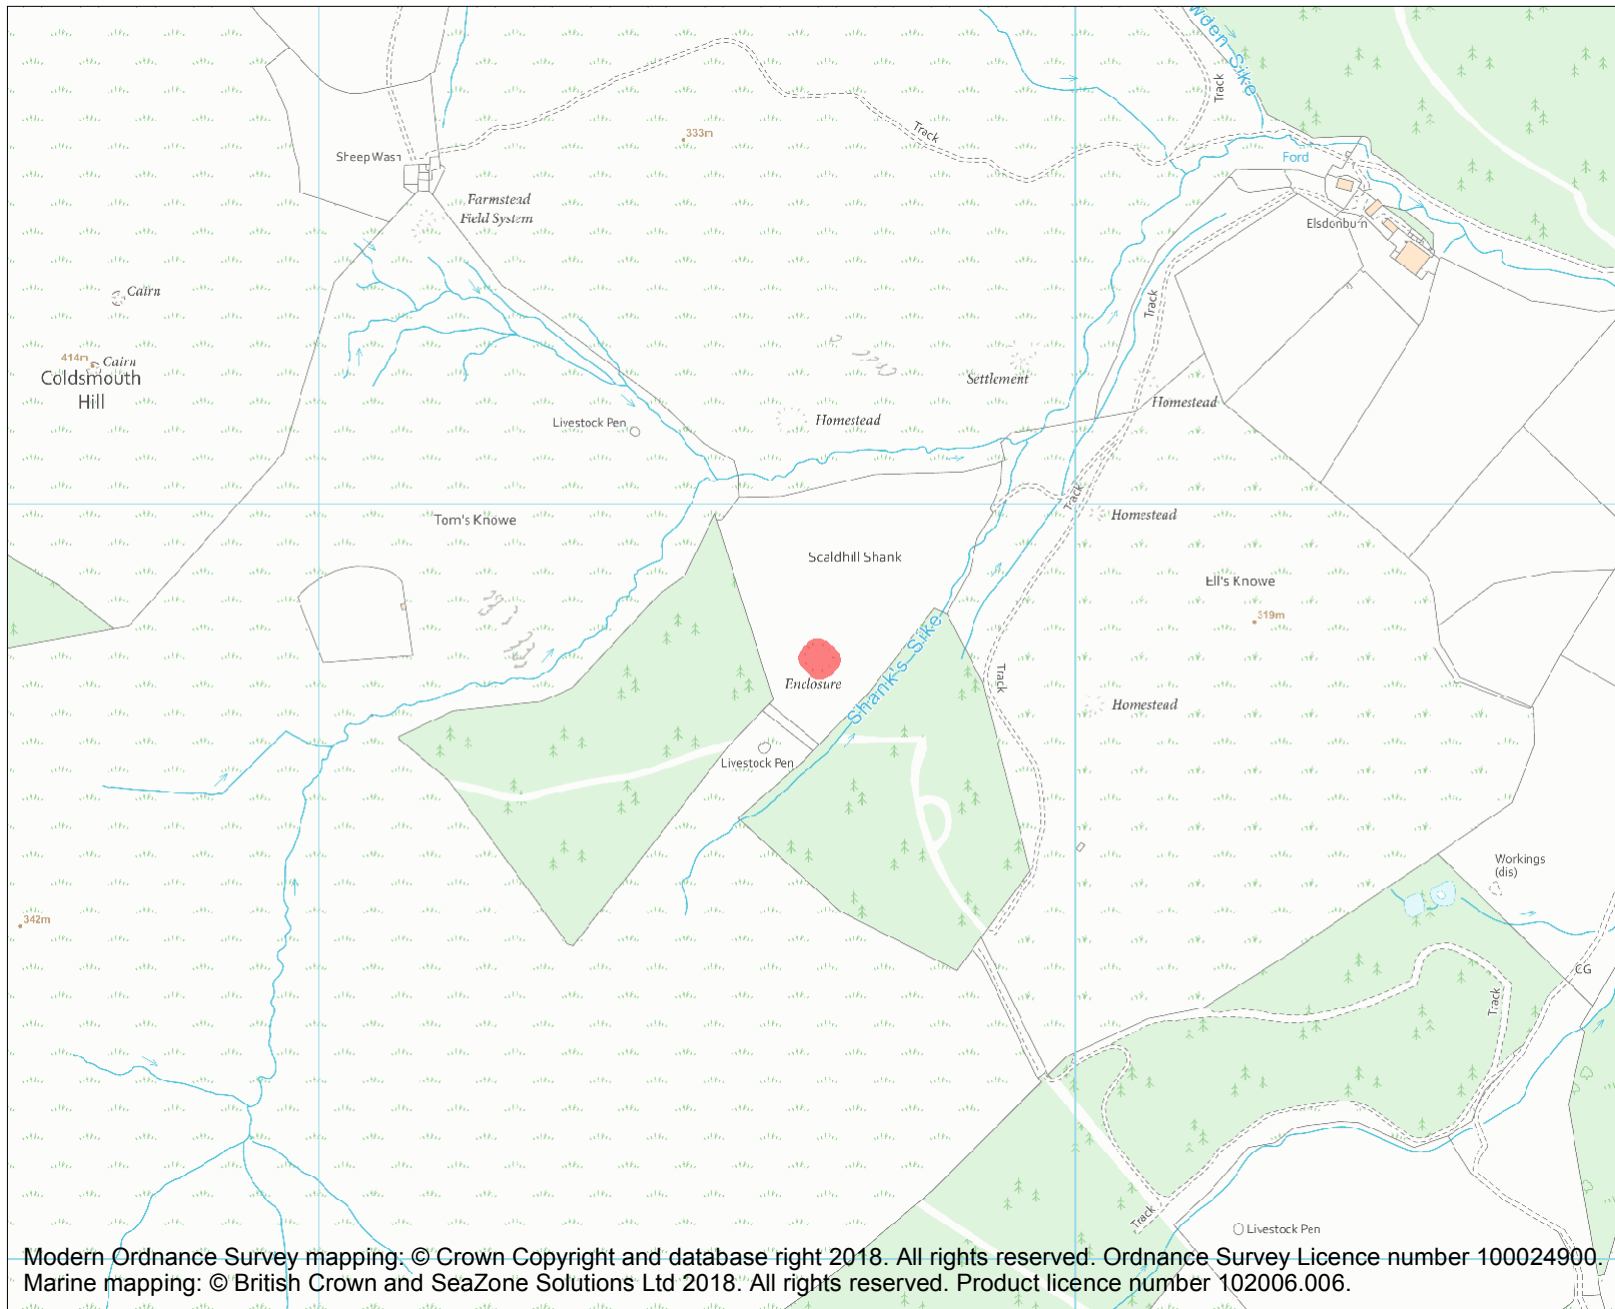 wden Sike
Track
333m
Track
Sheep Wash
Ford
Farmstead
Field System
Elsdonburn
Cairn
Track
414m
Cairn
Coldsmouth
Hill
Settlement
Homestead
Homestead
Livestock Pen
Track
Homestead
Tom's Knowe
Scaldhill Shank
Ell's Knowe
319m
Shank's Sike
Track
Enclosure
Homestead
Livestock Pen
Workings
(dis)
342m
CG
Track
Track
Livestock Pen
Modern Ordnance Survey mapping: © Crown Copyright and database right 2018. All rights reserved. Ordnance Survey Licence number 100024900.
Marine mapping: © British Crown and SeaZone Solutions Ltd 2018. All rights reserved. Product licence number 102006.006.